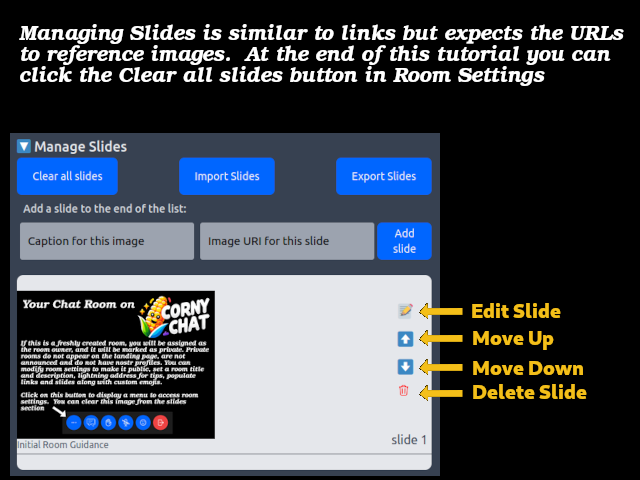 Managing Slides is similar to links but expects the URLs
to reference images.  At the end of this tutorial you can
click the Clear all slides button in Room Settings
Manage Slides
Clear all slides
Import Slides
Export Slides
Add a slide to the end of the list:
Caption for this image
Image URI for this slide
Add
slide
Your Chat Room on
CORNY
CHAT
If this is a freshly created room, you will be assigned as
the room owner, and it will be marked as private. Private
rooms do not appear on the landing page, are not
announced and do not have nostr profiles. You can
modify room settings to make it public, set a room title
and description, lightning address for tips, populate
links and slides along with custom emojis.
Click on this button to display a menu to access room
settings.  You can clear this image from the slides
section
Initial Room Guidance
slide 1
Edit Slide
Move Up
Move Down
Delete Slide